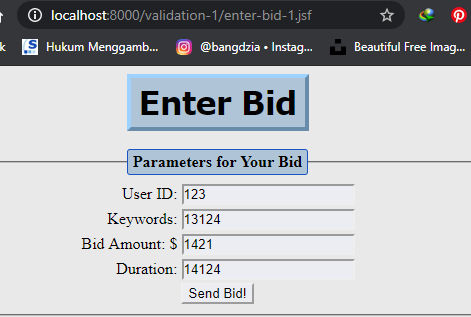 localhost:8000/validation-1/enter-bid-1.jsf
k Hukum Menggamb... @bangdzia • Instag... Beautiful Free Imag...
Enter Bid
Parameters for Your Bid
User ID: 123
Keywords: 13124
Bid Amount: $ 1421
Duration: 14124
Send Bid!